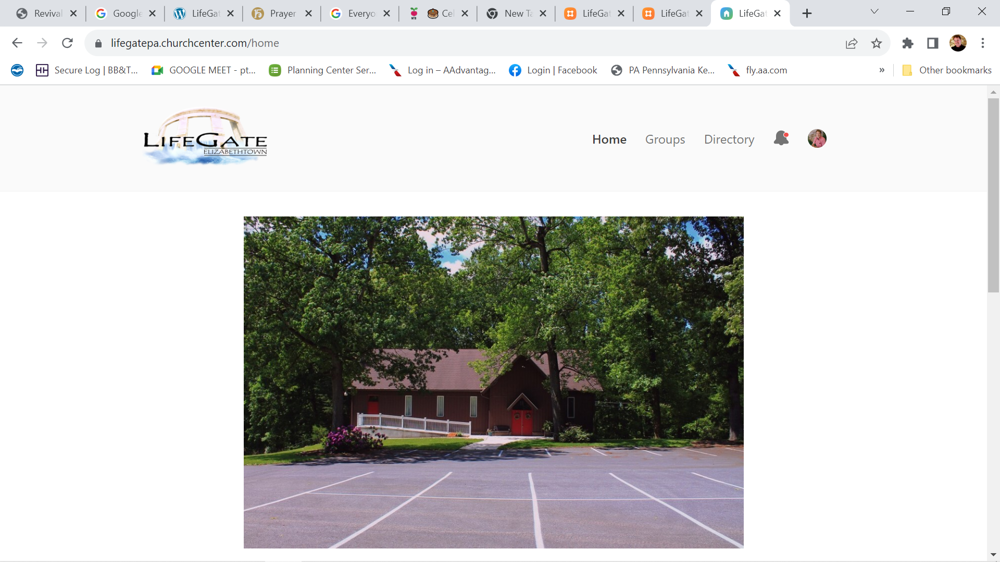 Revival
Google
LifeGat
Prayer
Everyo
Cel
New Ta
LifeGat
LifeGat
LifeGat
lifegatepa.churchcenter.com/home
Secure Log | BB&T...
GOOGLE MEET - pt...
Planning Center Ser...
Log in – AAdvantag...
Login | Facebook
PA Pennsylvania Ke...
fly.aa.com
»
Other bookmarks
LIFEGATE
ELIZABETHTOWN
Home
Groups
Directory